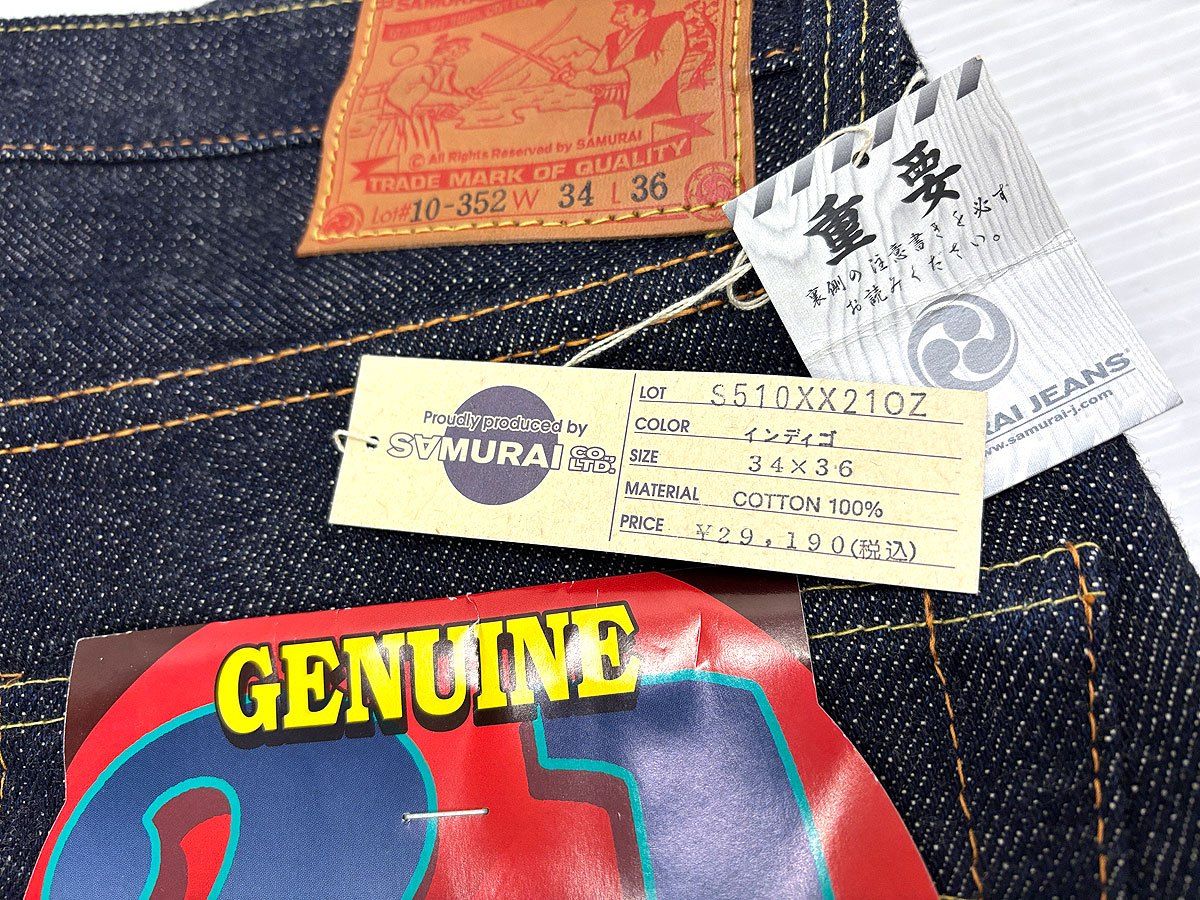 SAMURAI
© All Rights Reserved by SAMURAI
TRADE MARK OF QUALITY
Lot# 10-352 W 34 L 36
重要
裏側の注意書きを必ず
お読みください。
RAI JEANS®
www.samurai-j.com
Proudly produced by
SAMURAI CO., LTD.
LOT S510XX21OZ
COLOR インディゴ
SIZE 34×36
MATERIAL COTTON 100%
PRICE ¥29,190(税込)
GENUINE
21